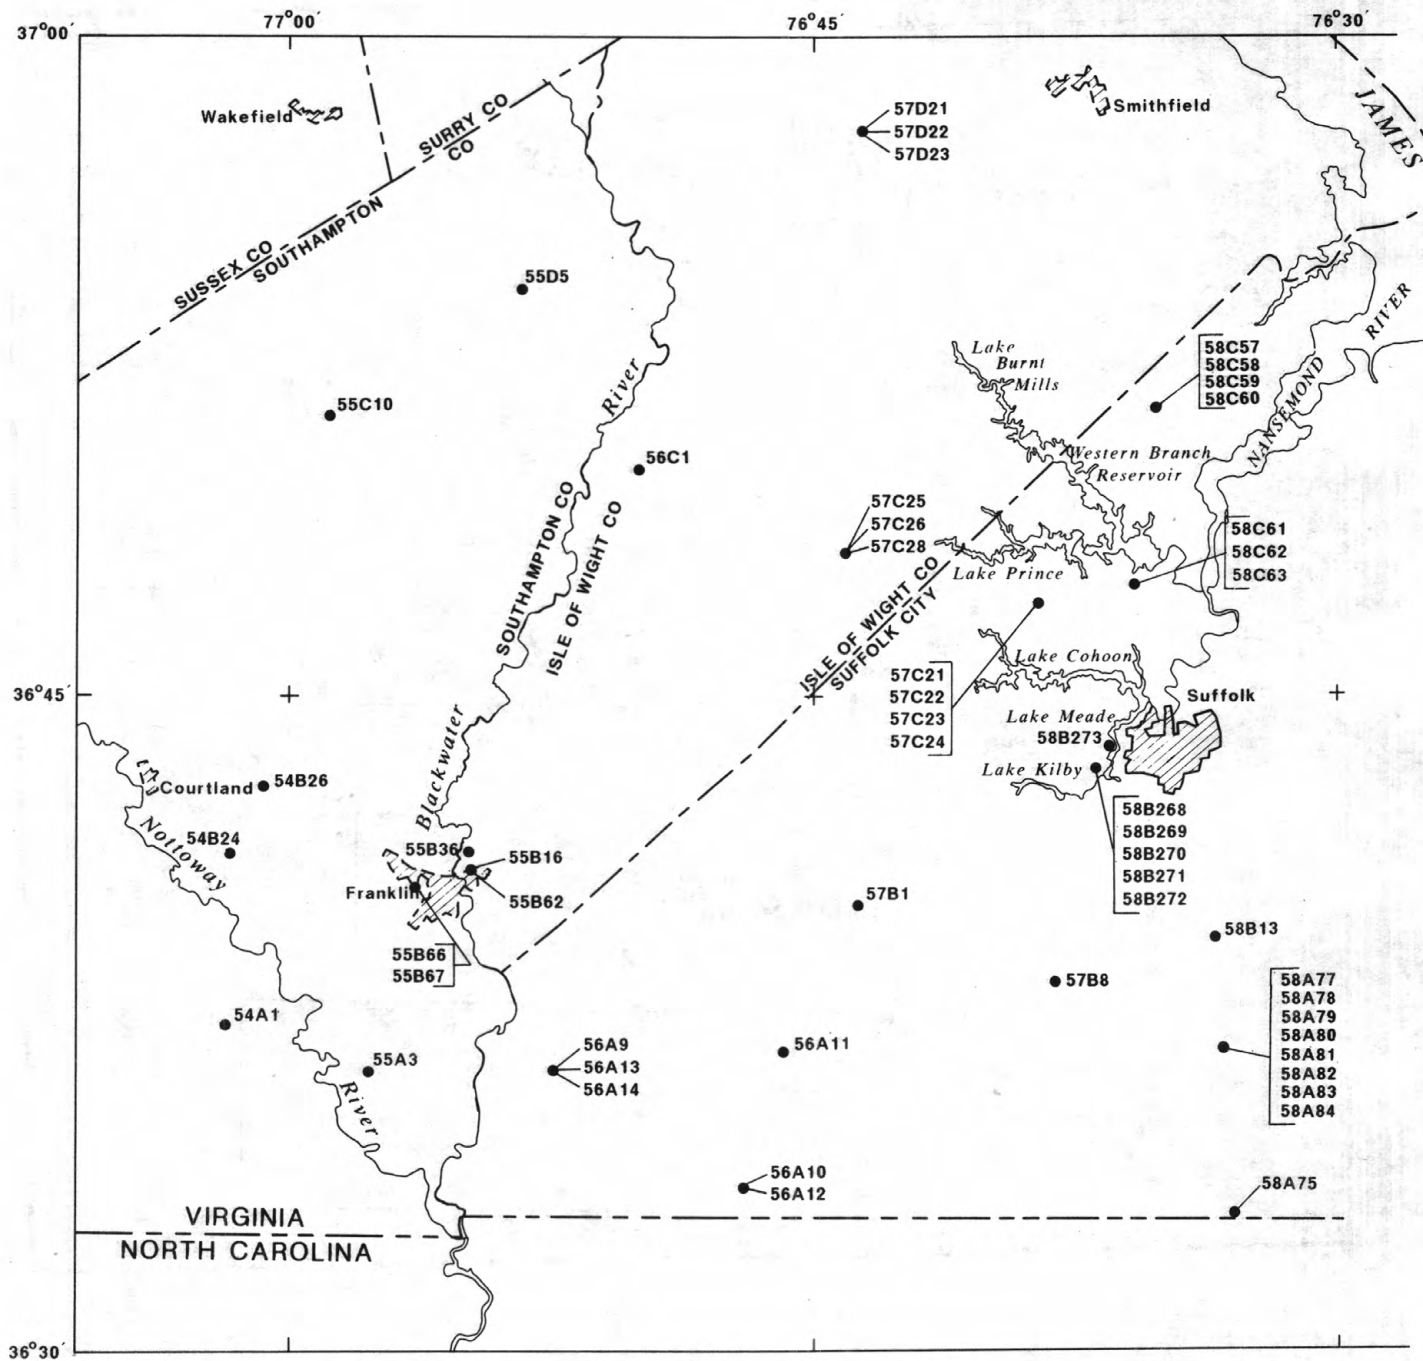 77°00′
76°45′
76°30′
37°00′
Wakefield
SURRY CO
CO
57D21
57D22
57D23
Smithfield
JAMES
SUSSEX CO
SOUTHAMPTON
55D5
RIVER
NANSEMOND
Lake
Burnt
Mills
58C57
58C58
58C59
58C60
55C10
River
56C1
Western Branch
Reservoir
57C25
57C26
57C28
58C61
58C62
58C63
SOUTHAMPTON CO
ISLE OF WIGHT CO
Lake Prince
ISLE OF WIGHT CO
SUFFOLK CITY
57C21
57C22
57C23
57C24
Lake Cohoon
36°45′
Suffolk
Lake Meade
58B273
Lake Kilby
Blackwater
Courtland
54B26
58B268
58B269
58B270
58B271
58B272
54B24
Nottoway
55B36
55B16
Franklin
55B62
57B1
58B13
55B66
55B67
57B8
58A77
58A78
58A79
58A80
58A81
58A82
58A83
58A84
54A1
55A3
River
56A9
56A13
56A14
56A11
56A10
56A12
58A75
VIRGINIA
NORTH CAROLINA
36°30′